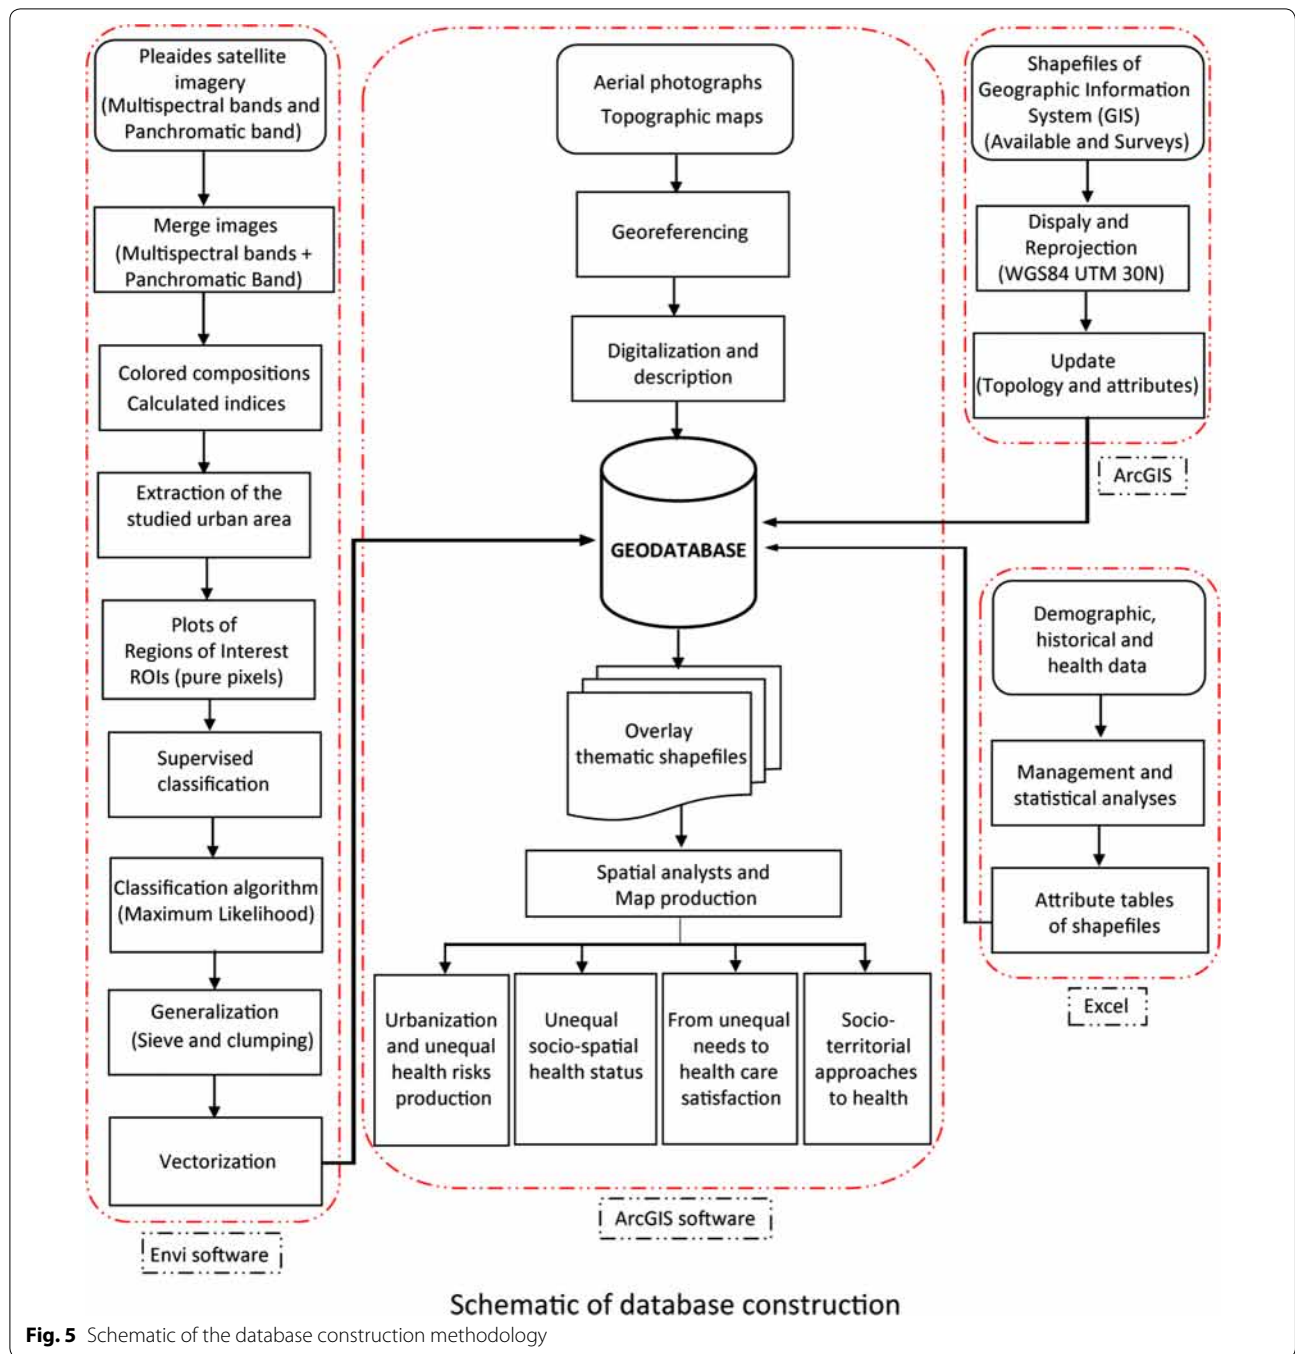 Pleaides satellite
imagery
(Multispectral bands and
Panchromatic band)
Merge images
(Multispectral bands +
Panchromatic Band)
Colored compositions
Calculated indices
Extraction of the
studied urban area
Plots of
Regions of Interest
ROIs (pure pixels)
Supervised
classification
Classification algorithm
(Maximum Likelihood)
Generalization
(Sieve and clumping)
Vectorization
Envi software
Aerial photographs
Topographic maps
Georeferencing
Digitalization and
description
GEODATABASE
Overlay
thematic shapefiles
Spatial analysts and
Map production
Urbanization
and unequal
health risks
production
Unequal
socio-spatial
health status
From unequal
needs to
health care
satisfaction
Socio-
territorial
approaches
to health
ArcGIS software
Shapefiles of
Geographic Information
System (GIS)
(Available and Surveys)
Dispaly and
Reprojection
(WGS84 UTM 30N)
Update
(Topology and attributes)
ArcGIS
Demographic,
historical and
health data
Management and
statistical analyses
Attribute tables
of shapefiles
Excel
Schematic of database construction
Fig. 5 Schematic of the database construction methodology